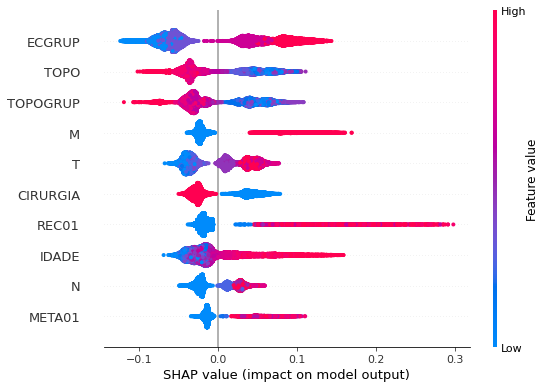 High
ECGRUP
TOPO
TOPOGRUP
M
T
CIRURGIA
REC01
IDADE
N
META01
Feature value
Low
−0.1 0.0 0.1 0.2 0.3
SHAP value (impact on model output)